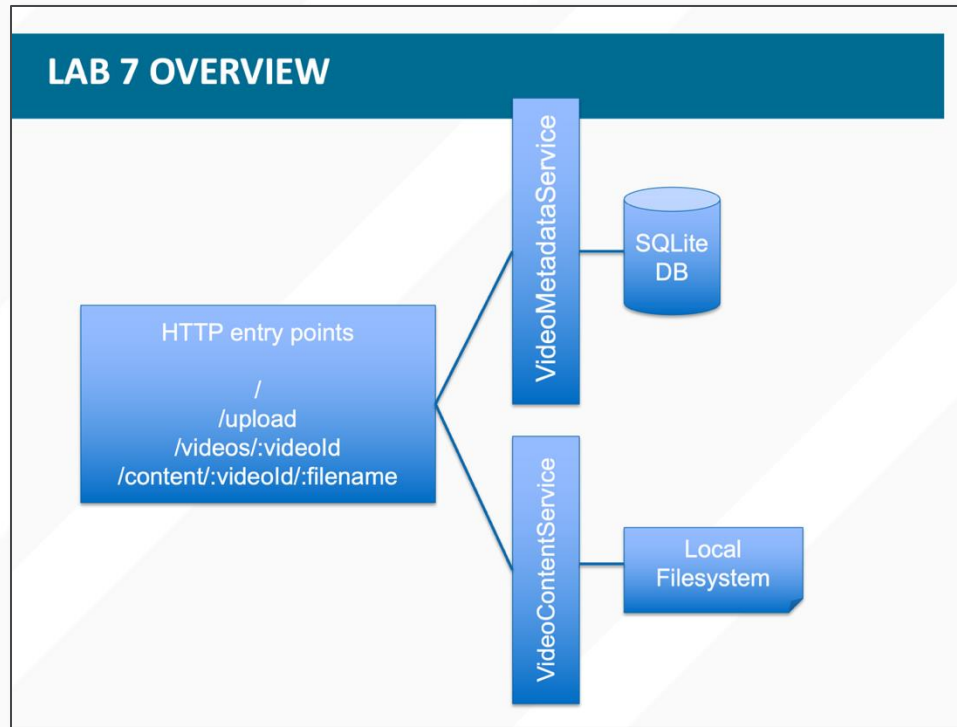 LAB 7 OVERVIEW
HTTP entry points
/
/upload
/videos/:videoId
/content/:videoId/:filename
VideoMetadataService
SQLite
DB
VideoContentService
Local
Filesystem